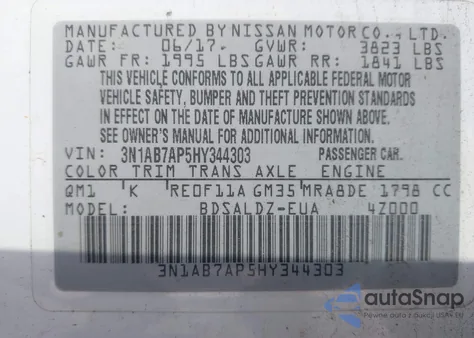 MANUFACTURED BY NISSAN MOTOR CO., LTD.
DATE: 06/17 GVWR: 3823 LBS
GAWR FR: 1995 LBS GAWR RR: 1841 LBS
THIS VEHICLE CONFORMS TO ALL APPLICABLE FEDERAL MOTOR
VEHICLE SAFETY, BUMPER AND THEFT PREVENTION STANDARDS
IN EFFECT ON THE DATE OF MANUFACTURE SHOWN ABOVE.
SEE OWNER'S MANUAL FOR ADDITIONAL INFORMATION.
VIN: 3N1AB7AP5HY344303 PASSENGER CAR.
COLOR TRIM TRANS AXLE ENGINE
QM1 K RE0F11A GM35 MRA8DE 1798 CC
MODEL: BDSALDZ-EUA 4Z000
3N1AB7AP5HY344303
autoSnap